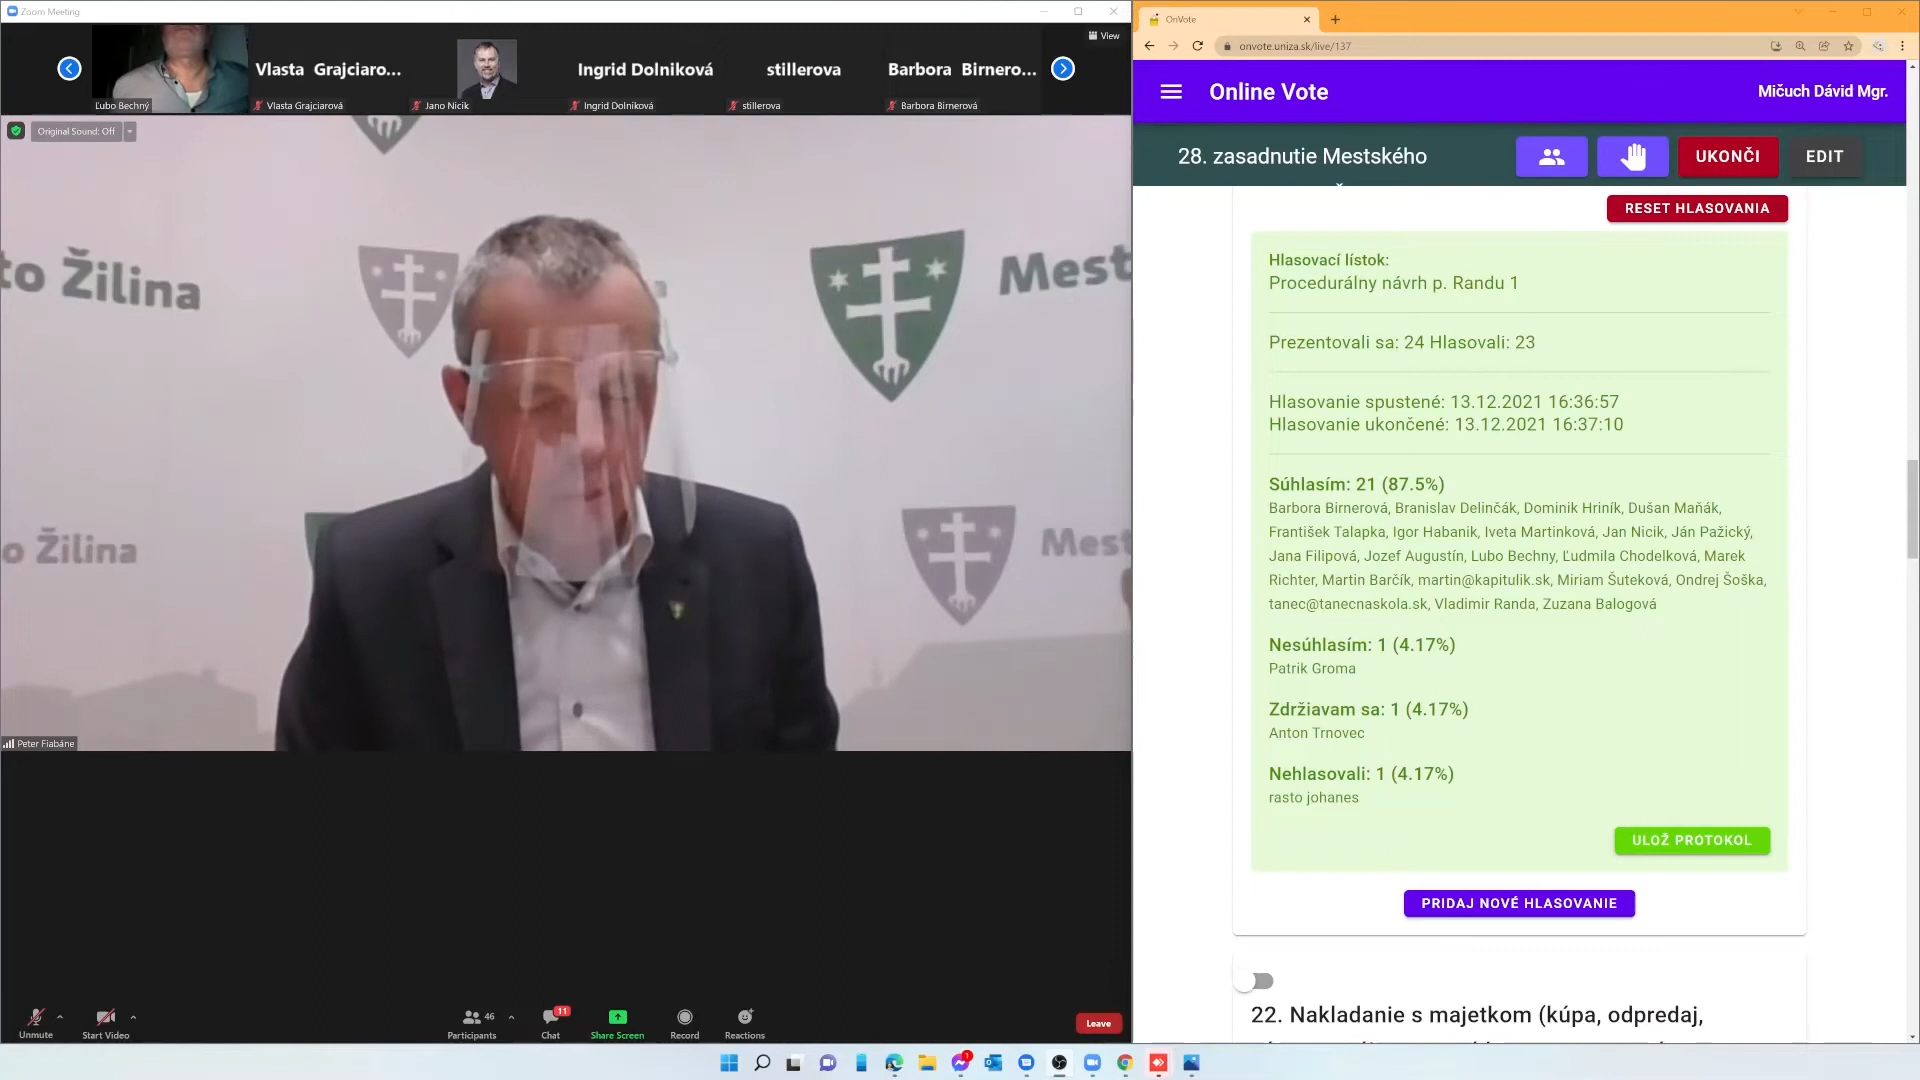 Zoom Meeting
View
Vlasta Grajciaro...
Ingrid Dolniková
stillerova
Barbora Birnero...
Ľubo Bechný
Vlasta Grajciarová
Jano Nicík
Ingrid Dolniková
stillerova
Barbora Birnerová
Original Sound: Off
to Žilina
Mest
o Žilina
Mest
Peter Fiabáne
Unmute
Start Video
46
Participants
11
Chat
Share Screen
Record
Reactions
Leave
OnVote
onvote.uniza.sk/live/137
Online Vote
Mičuch Dávid Mgr.
28. zasadnutie Mestského
UKONČI
EDIT
RESET HLASOVANIA
Hlasovací lístok:
Procedurálny návrh p. Randu 1
Prezentovali sa: 24 Hlasovali: 23
Hlasovanie spustené: 13.12.2021 16:36:57
Hlasovanie ukončené: 13.12.2021 16:37:10
Súhlasím: 21 (87.5%)
Barbora Birnerová, Branislav Delinčák, Dominik Hriník, Dušan Maňák,
František Talapka, Igor Habanik, Iveta Martinková, Jan Nicik, Ján Pažický,
Jana Filipová, Jozef Augustín, Lubo Bechny, Ľudmila Chodelková, Marek
Richter, Martin Barčík, martin@kapitulik.sk, Miriam Šuteková, Ondrej Šoška,
tanec@tanecnaskola.sk, Vladimir Randa, Zuzana Balogová
Nesúhlasím: 1 (4.17%)
Patrik Groma
Zdržiavam sa: 1 (4.17%)
Anton Trnovec
Nehlasovali: 1 (4.17%)
rasto johanes
ULOŽ PROTOKOL
PRIDAJ NOVÉ HLASOVANIE
22. Nakladanie s majetkom (kúpa, odpredaj,